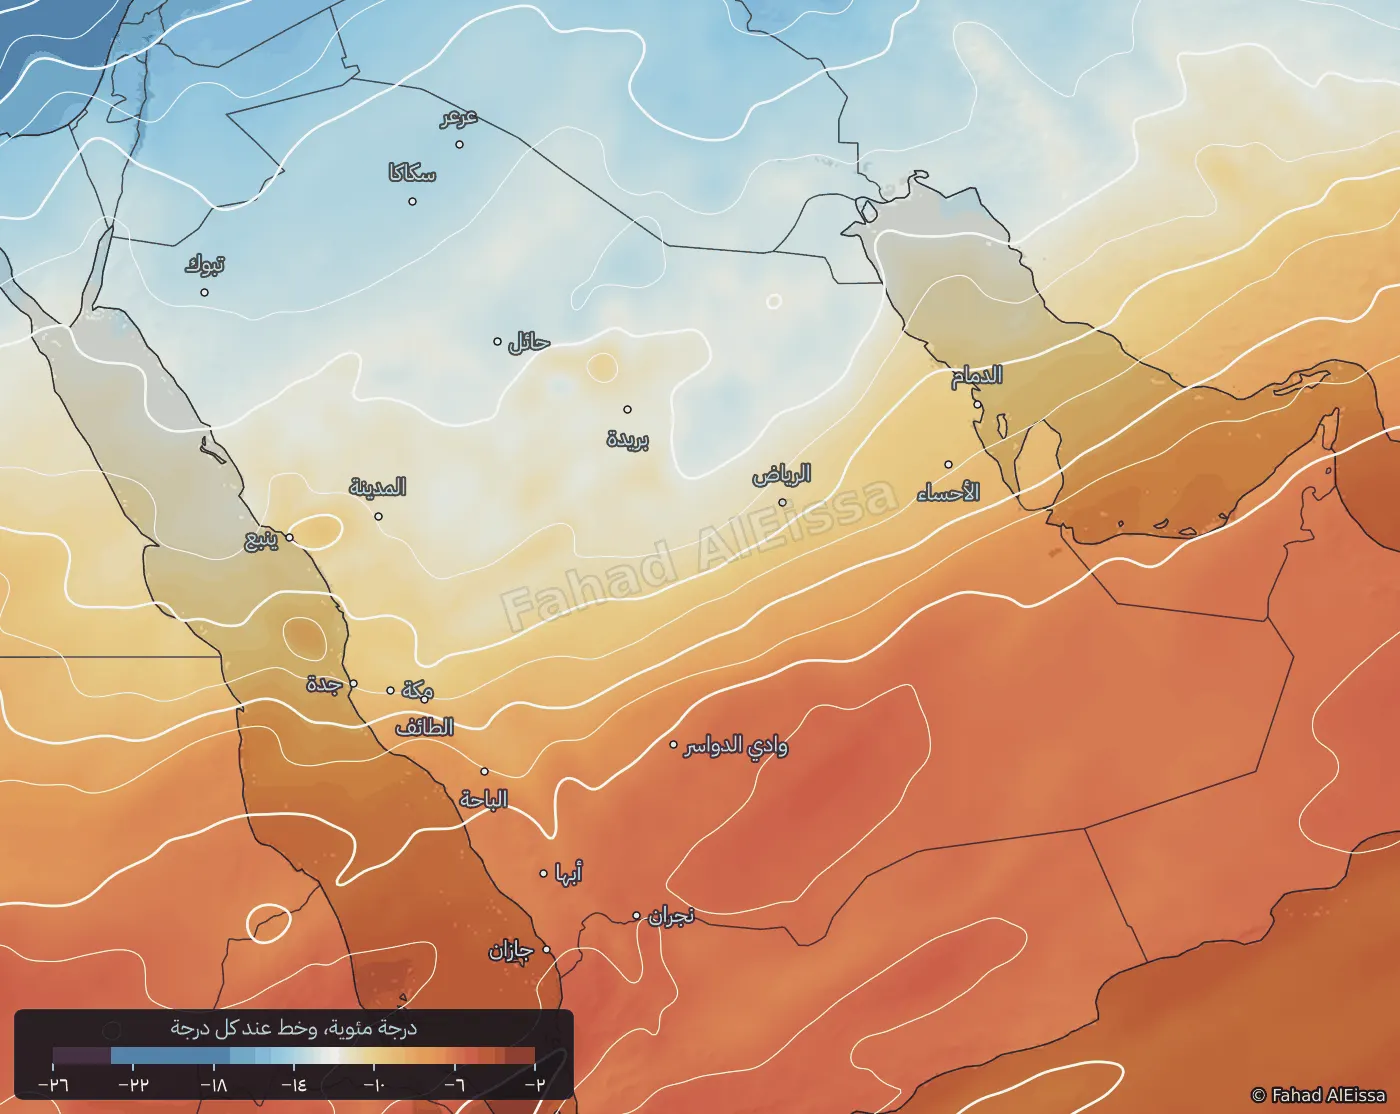 عرعر
سكاكا
تبوك
حائل
الدمام
بريدة
الرياض
المدينة
الأحساء
ينبع
Fahad AlEissa
جدة
مكة
الطائف
وادي الدواسر
الباحة
أبها
نجران
جازان
درجة مئوية، وخط عند كل درجة
−٢٦ −٢٢ −١٨ −١٤ −١٠ −٦ −٢
© Fahad AlEissa